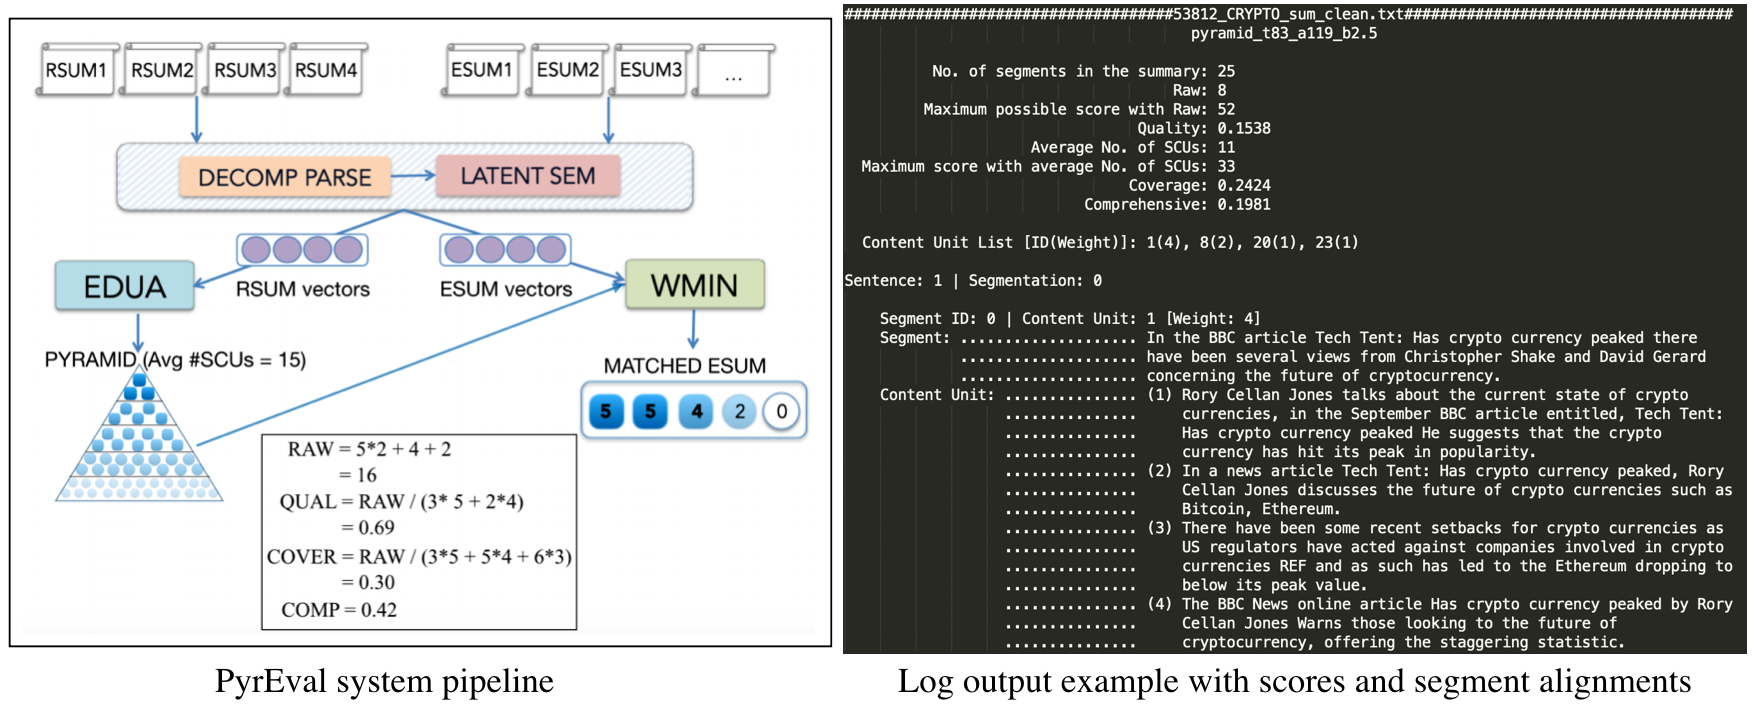 RSUM1 RSUM2 RSUM3 RSUM4
ESUM1 ESUM2 ESUM3 ...
DECOMP PARSE LATENT SEM
EDUA RSUM vectors ESUM vectors WMIN
PYRAMID (Avg #SCUs = 15)
MATCHED ESUM
5 5 4 2 0
RAW = 5*2 + 4 + 2
= 16
QUAL = RAW / (3* 5 + 2*4)
= 0.69
COVER = RAW / (3*5 + 5*4 + 6*3)
= 0.30
COMP = 0.42
PyrEval system pipeline
#####################################53812_CRYPTO_sum_clean.txt#####################################
pyramid_t83_a119_b2.5
No. of segments in the summary: 25
Raw: 8
Maximum possible score with Raw: 52
Quality: 0.1538
Average No. of SCUs: 11
Maximum score with average No. of SCUs: 33
Coverage: 0.2424
Comprehensive: 0.1981
Content Unit List [ID(Weight)]: 1(4), 8(2), 20(1), 23(1)
Sentence: 1 | Segmentation: 0
Segment ID: 0 | Content Unit: 1 [Weight: 4]
Segment: .................... In the BBC article Tech Tent: Has crypto currency peaked there
.................... have been several views from Christopher Shake and David Gerard
.................... concerning the future of cryptocurrency.
Content Unit: ............... (1) Rory Cellan Jones talks about the current state of crypto
............... currencies, in the September BBC article entitled, Tech Tent:
............... Has crypto currency peaked He suggests that the crypto
............... currency has hit its peak in popularity.
............... (2) In a news article Tech Tent: Has crypto currency peaked, Rory
............... Cellan Jones discusses the future of crypto currencies such as
............... Bitcoin, Ethereum.
............... (3) There have been some recent setbacks for crypto currencies as
............... US regulators have acted against companies involved in crypto
............... currencies REF and as such has led to the Ethereum dropping to
............... below its peak value.
............... (4) The BBC News online article Has crypto currency peaked by Rory
............... Cellan Jones Warns those looking to the future of
............... cryptocurrency, offering the staggering statistic.
Log output example with scores and segment alignments